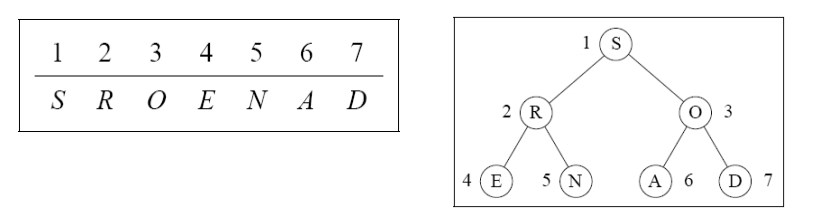 1 2 3 4 5 6 7
S R O E N A D
1 S
2 R O 3
4 E 5 N A 6 D 7